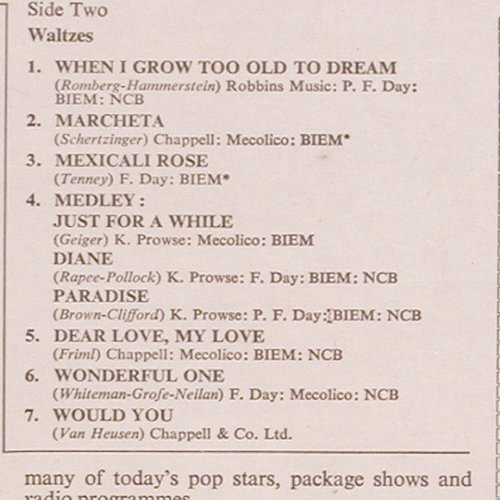 Side Two
Waltzes
1. WHEN I GROW TOO OLD TO DREAM
(Romberg-Hammerstein) Robbins Music: P. F. Day:
BIEM: NCB
2. MARCHETA
(Schertzinger) Chappell: Mecolico: BIEM*
3. MEXICALI ROSE
(Tenney) F. Day: BIEM*
4. MEDLEY:
JUST FOR A WHILE
(Geiger) K. Prowse: Mecolico: BIEM
DIANE
(Rapee-Pollock) K. Prowse: F. Day: BIEM: NCB
PARADISE
(Brown-Clifford) K. Prowse: P. F. Day: BIEM: NCB
5. DEAR LOVE, MY LOVE
(Friml) Chappell: Mecolico: BIEM: NCB
6. WONDERFUL ONE
(Whiteman-Grofe-Neilan) F. Day: Mecolico: NCB
7. WOULD YOU
(Van Heusen) Chappell & Co. Ltd.
many of today's pop stars, package shows and
radio programmes